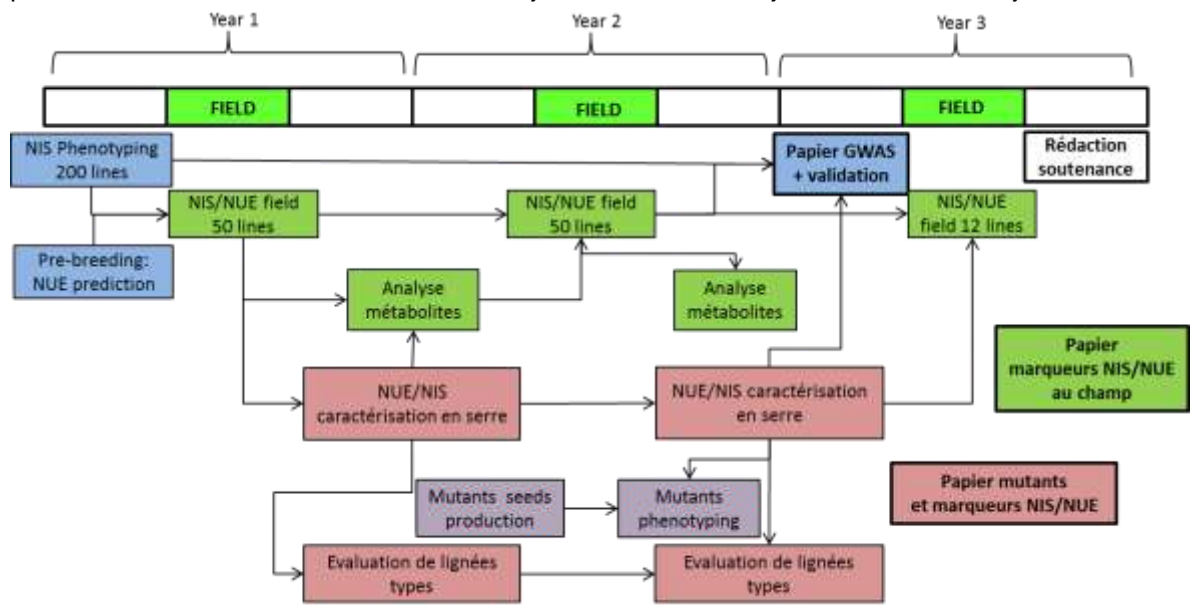 Year 1
Year 2
Year 3
FIELD
FIELD
FIELD
NIS Phenotyping
200 lines
Papier GWAS
+ validation
Rédaction
soutenance
NIS/NUE field
50 lines
NIS/NUE field
50 lines
NIS/NUE
field 12 lines
Pre-breeding:
NUE prediction
Analyse
métabolites
Analyse
métabolites
Papier
marqueurs NIS/NUE
au champ
NUE/NIS
caractérisation en serre
NUE/NIS caractérisation
en serre
Papier mutants
et marqueurs NIS/NUE
Mutants seeds
production
Mutants
phenotyping
Evaluation de lignées
types
Evaluation de lignées
types